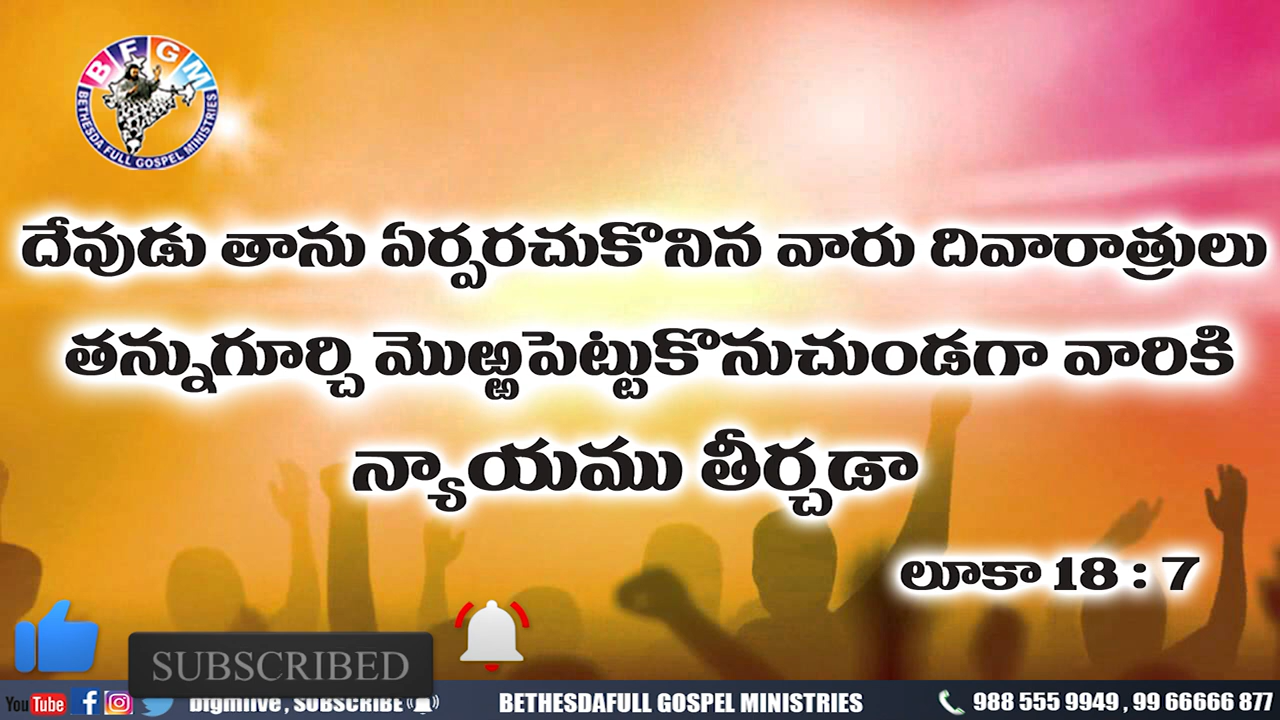 BFGM
BETHESDA FULL GOSPEL MINISTRIES
దేవుడు తాను ఏర్పరచుకొనిన వారు దివారాత్రులు
తన్నుగూర్చి మొఱ్ఱపెట్టుకొనుచుండగా వారికి
న్యాయము తీర్చడా
లూకా 18 : 7
SUBSCRIBED
YouTube , SUBSCRIBE BETHESDAFULL GOSPEL MINISTRIES 988 555 9949 , 99 66666 877